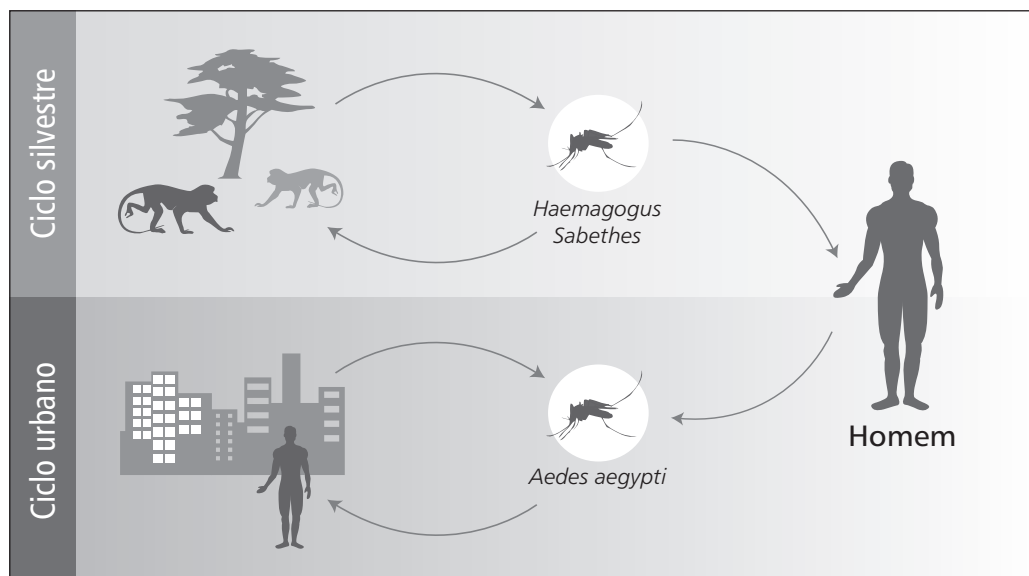 Ciclo silvestre
Haemagogus
Sabethes
Homem
Ciclo urbano
Aedes aegypti